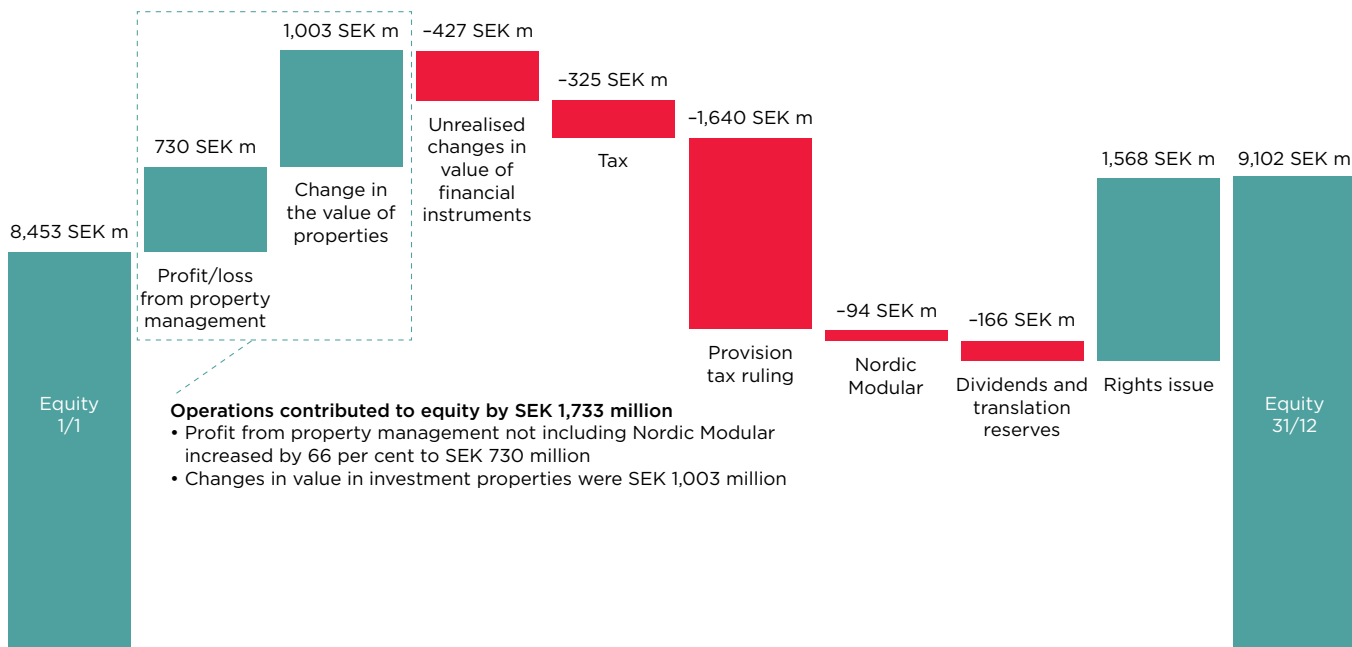 8,453 SEK m
Equity
1/1
730 SEK m
Profit/loss
from property
management
1,003 SEK m
Change in
the value of
properties
–427 SEK m
Unrealised
changes in
value of
financial
instruments
–325 SEK m
Tax
–1,640 SEK m
Provision
tax ruling
–94 SEK m
Nordic
Modular
–166 SEK m
Dividends and
translation
reserves
1,568 SEK m
Rights issue
9,102 SEK m
Equity
31/12
Operations contributed to equity by SEK 1,733 million
• Profit from property management not including Nordic Modular
increased by 66 per cent to SEK 730 million
• Changes in value in investment properties were SEK 1,003 million